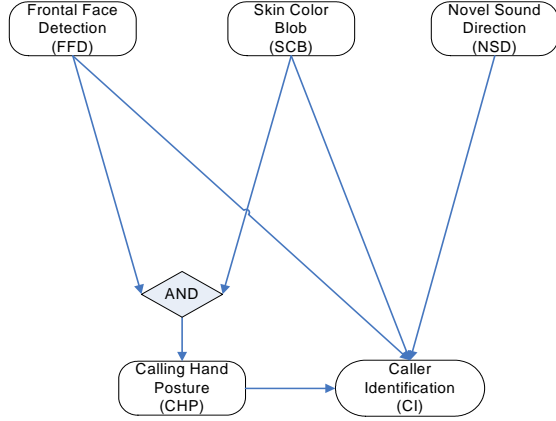 Frontal Face
Detection
(FFD)
Skin Color
Blob
(SCB)
Novel Sound
Direction
(NSD)
AND
Calling Hand
Posture
(CHP)
Caller
Identification
(CI)